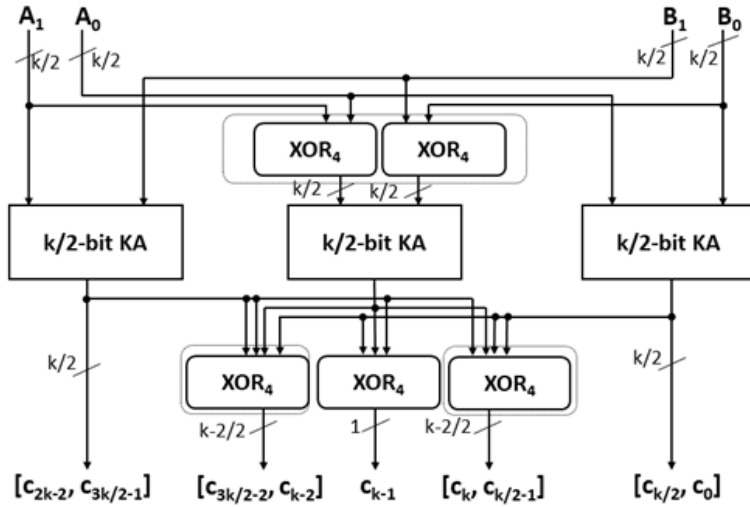 A₁ A₀ B₁ B₀
k/2 k/2 k/2 k/2
XOR₄ XOR₄
k/2 k/2
k/2-bit KA k/2-bit KA k/2-bit KA
k/2 k/2
XOR₄ XOR₄ XOR₄
k-2/2 1 k-2/2
[c₂ₖ₋₂, c₃ₖ/₂₋₁] [c₃ₖ/₂₋₂, cₖ₋₂] cₖ₋₁ [cₖ, cₖ/₂₋₁] [cₖ/₂, c₀]